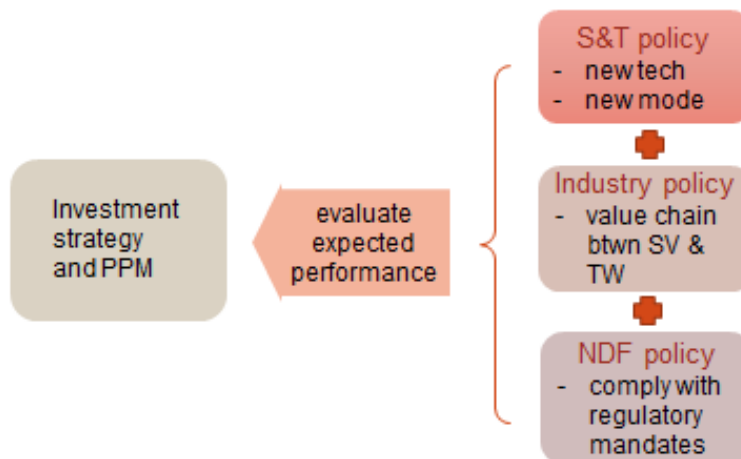 S&T policy
- new tech
- new mode
Industry policy
- value chain
btwn SV &
TW
NDF policy
- comply with
regulatory
mandates
evaluate
expected
performance
Investment
strategy
and PPM